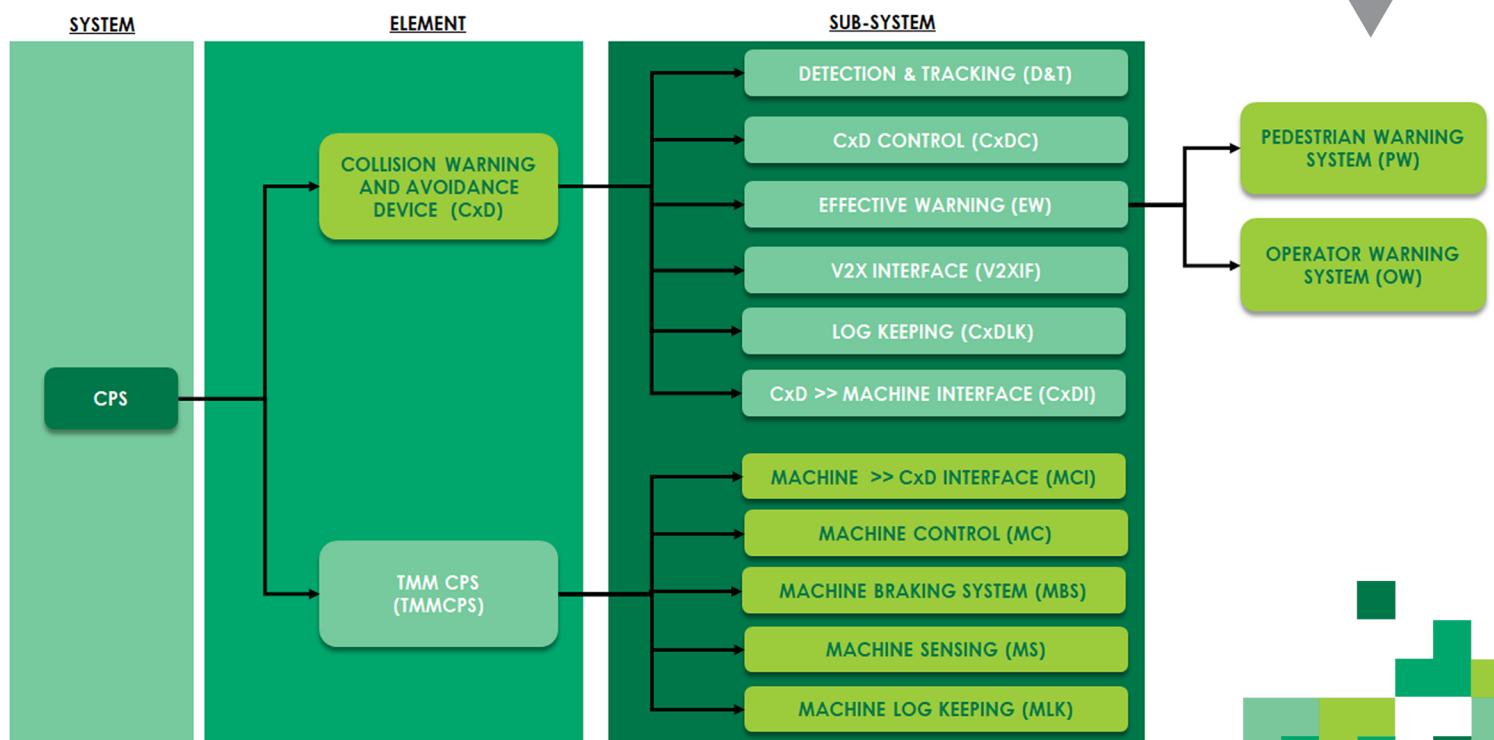 SYSTEM
ELEMENT
SUB-SYSTEM
CPS
COLLISION WARNING
AND AVOIDANCE
DEVICE (CxD)
TMM CPS
(TMMCPS)
DETECTION & TRACKING (D&T)
CxD CONTROL (CxDC)
EFFECTIVE WARNING (EW)
V2X INTERFACE (V2XIF)
LOG KEEPING (CxDLK)
CxD >> MACHINE INTERFACE (CxDI)
MACHINE >> CxD INTERFACE (MCI)
MACHINE CONTROL (MC)
MACHINE BRAKING SYSTEM (MBS)
MACHINE SENSING (MS)
MACHINE LOG KEEPING (MLK)
PEDESTRIAN WARNING
SYSTEM (PW)
OPERATOR WARNING
SYSTEM (OW)